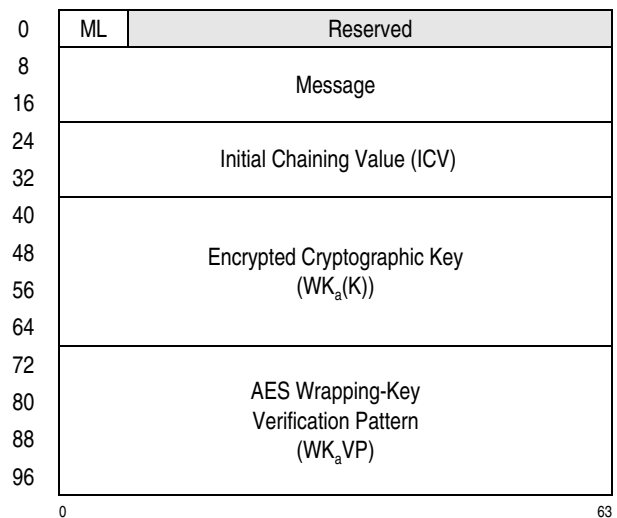 0 ML Reserved
8
Message
16
24
Initial Chaining Value (ICV)
32
40
48 Encrypted Cryptographic Key
56 (WKa(K))
64
72
80 AES Wrapping-Key
Verification Pattern
88
(WKaVP)
96
0 63